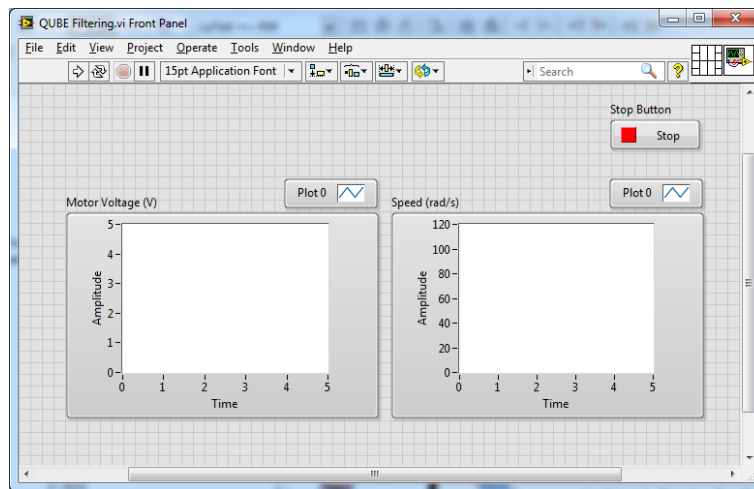 QUBE Filtering.vi Front Panel
File Edit View Project Operate Tools Window Help
15pt Application Font
Search
?
Stop Button
Stop
Plot 0
Plot 0
Motor Voltage (V)
Speed (rad/s)
5
4
3
2
1
0
Amplitude
0 1 2 3 4 5
Time
120
100
80
60
40
20
0
Amplitude
0 1 2 3 4 5
Time